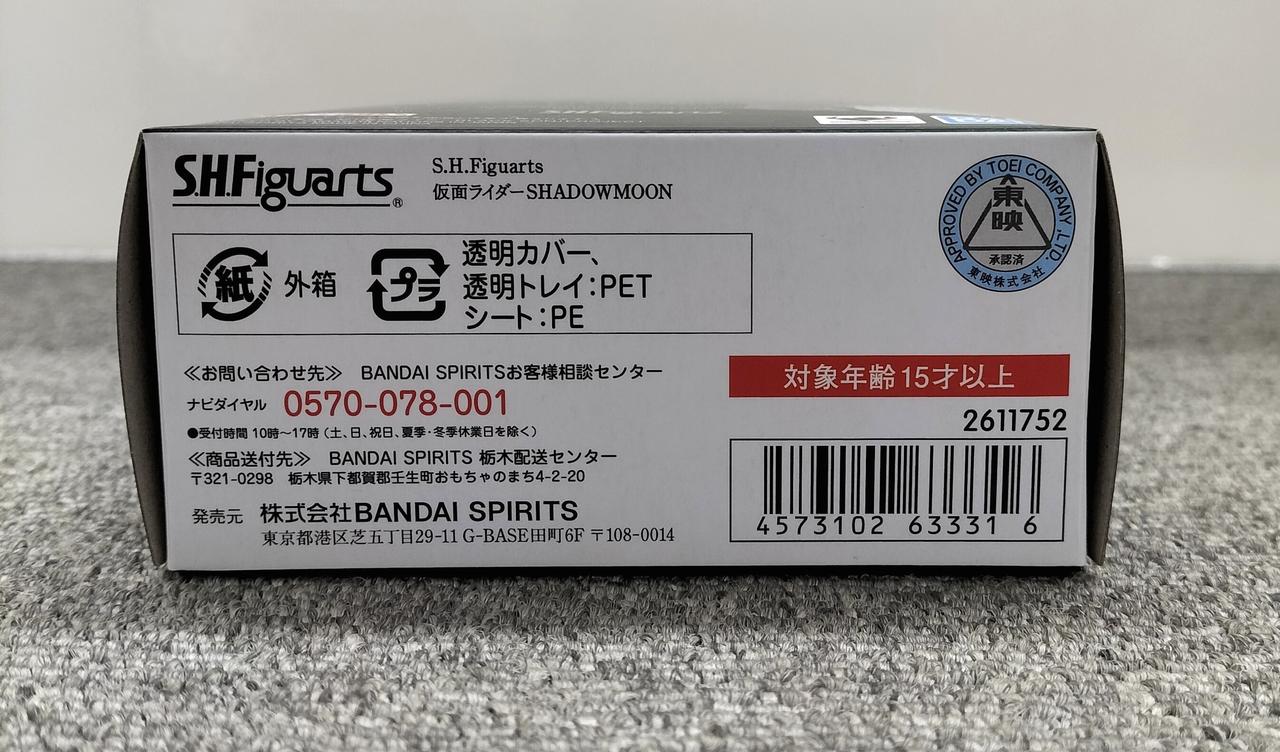 S.H.Figuarts®
S.H.Figuarts
仮面ライダーSHADOWMOON
APPROVED BY TOEI COMPANY,LTD.
東映
承認済
東映株式会社
紙 外箱
プラ
透明カバー、
透明トレイ:PET
シート:PE
≪お問い合わせ先≫ BANDAI SPIRITSお客様相談センター
ナビダイヤル 0570-078-001
●受付時間 10時~17時(土、日、祝日、夏季・冬季休業日を除く)
≪商品送付先≫ BANDAI SPIRITS 栃木配送センター
〒321-0298 栃木県下都賀郡壬生町おもちゃのまち4-2-20
発売元 株式会社BANDAI SPIRITS
東京都港区芝五丁目29-11 G-BASE田町6F 〒108-0014
対象年齢15才以上
2611752
4573102 63331 6